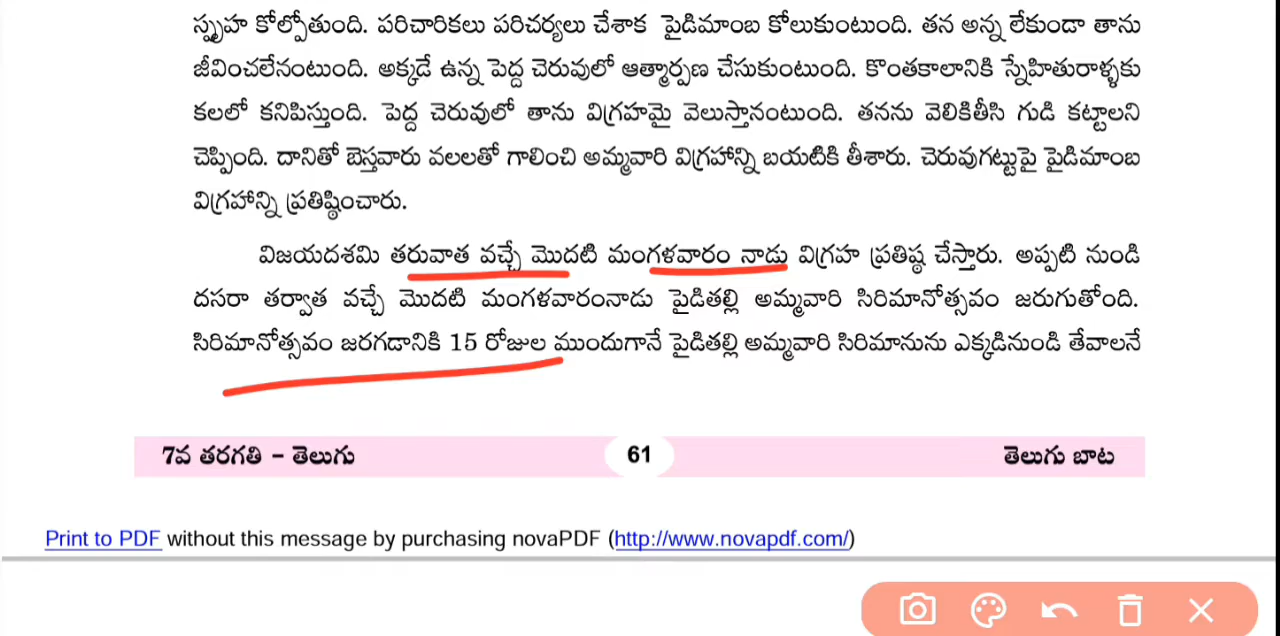 స్పృహ కోల్పోతుంది. పరిచారికలు పరిచర్యలు చేశాక పైడిమాంబ కోలుకుంటుంది. తన అన్న లేకుండా తాను
జీవించలేనంటుంది. అక్కడే ఉన్న పెద్ద చెరువులో ఆత్మార్పణ చేసుకుంటుంది. కొంతకాలానికి స్నేహితురాళ్ళకు
కలలో కనిపిస్తుంది. పెద్ద చెరువులో తాను విగ్రహమై వెలుస్తానంటుంది. తనను వెలికితీసి గుడి కట్టాలని
చెప్పింది. దానితో బెస్తవారు వలలతో గాలించి అమ్మవారి విగ్రహాన్ని బయటికి తీశారు. చెరువుగట్టుపై పైడిమాంబ
విగ్రహాన్ని ప్రతిష్ఠించారు.
విజయదశమి తరువాత వచ్చే మొదటి మంగళవారం నాడు విగ్రహ ప్రతిష్ఠ చేస్తారు. అప్పటి నుండి
దసరా తర్వాత వచ్చే మొదటి మంగళవారంనాడు పైడితల్లి అమ్మవారి సిరిమానోత్సవం జరుగుతోంది.
సిరిమానోత్సవం జరగడానికి 15 రోజుల ముందుగానే పైడితల్లి అమ్మవారి సిరిమానును ఎక్కడినుండి తేవాలనే
7వ తరగతి – తెలుగు 61 తెలుగు బాట
Print to PDF without this message by purchasing novaPDF (http://www.novapdf.com/)